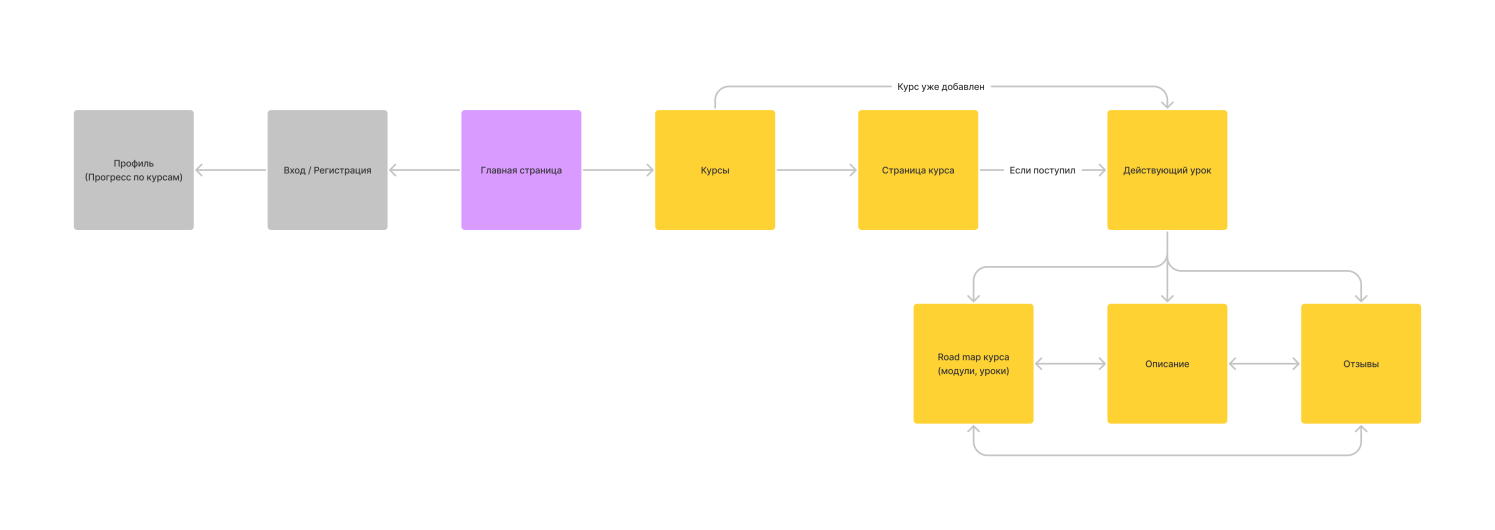 Курс уже добавлен
Профиль
(Прогресс по курсам)
Вход / Регистрация
Главная страница
Курсы
Страница курса
Если поступил
Действующий урок
Road map курса
(модули, уроки)
Описание
Отзывы